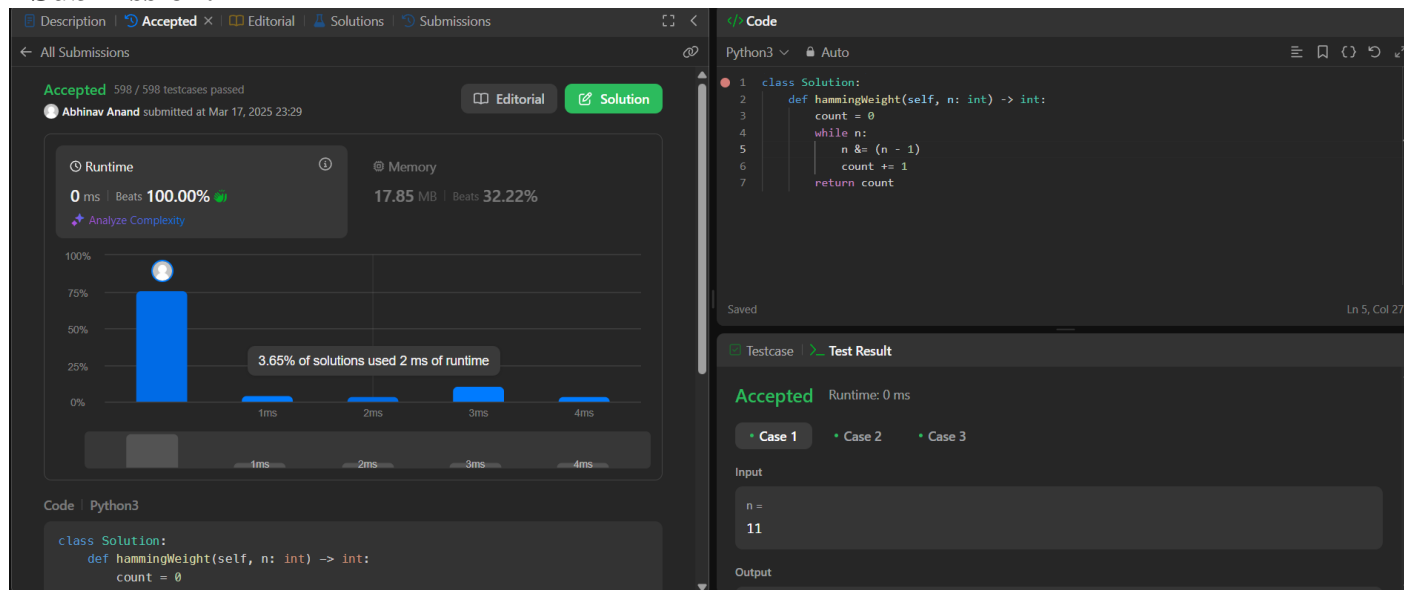 Description | Accepted × | Editorial | Solutions | Submissions
All Submissions
Accepted 598 / 598 testcases passed
Abhinav Anand submitted at Mar 17, 2025 23:29
Editorial
Solution
Runtime
0 ms | Beats 100.00%
Analyze Complexity
Memory
17.85 MB | Beats 32.22%
100%
75%
50%
25%
0%
3.65% of solutions used 2 ms of runtime
1ms 2ms 3ms 4ms
1ms 2ms 3ms 4ms
Code | Python3
class Solution:
def hammingWeight(self, n: int) -> int:
count = 0
</> Code
Python3 Auto
1 class Solution:
2 def hammingWeight(self, n: int) -> int:
3 count = 0
4 while n:
5 n &= (n - 1)
6 count += 1
7 return count
Saved
Ln 5, Col 27
Testcase | >_ Test Result
Accepted Runtime: 0 ms
• Case 1 • Case 2 • Case 3
Input
n =
11
Output